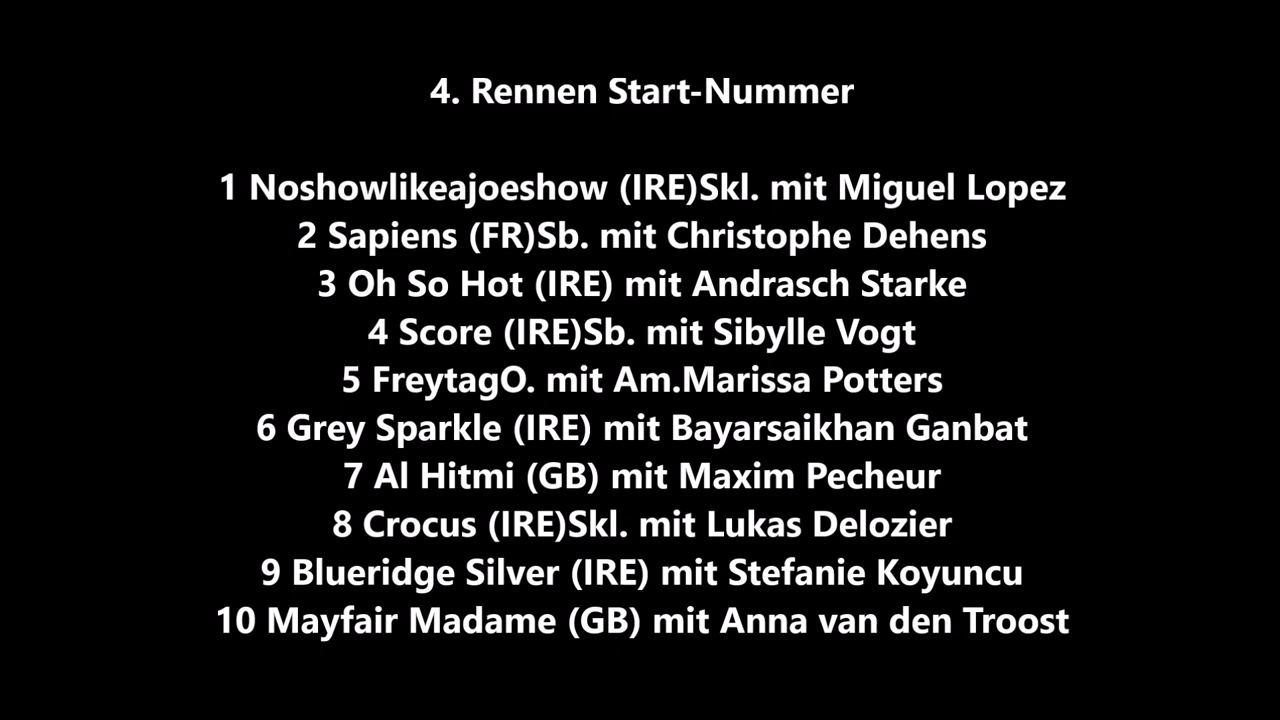 4. Rennen Start-Nummer
1 Noshowlikeajoeshow (IRE)Skl. mit Miguel Lopez
2 Sapiens (FR)Sb. mit Christophe Dehens
3 Oh So Hot (IRE) mit Andrasch Starke
4 Score (IRE)Sb. mit Sibylle Vogt
5 FreytagO. mit Am.Marissa Potters
6 Grey Sparkle (IRE) mit Bayarsaikhan Ganbat
7 Al Hitmi (GB) mit Maxim Pecheur
8 Crocus (IRE)Skl. mit Lukas Delozier
9 Blueridge Silver (IRE) mit Stefanie Koyuncu
10 Mayfair Madame (GB) mit Anna van den Troost